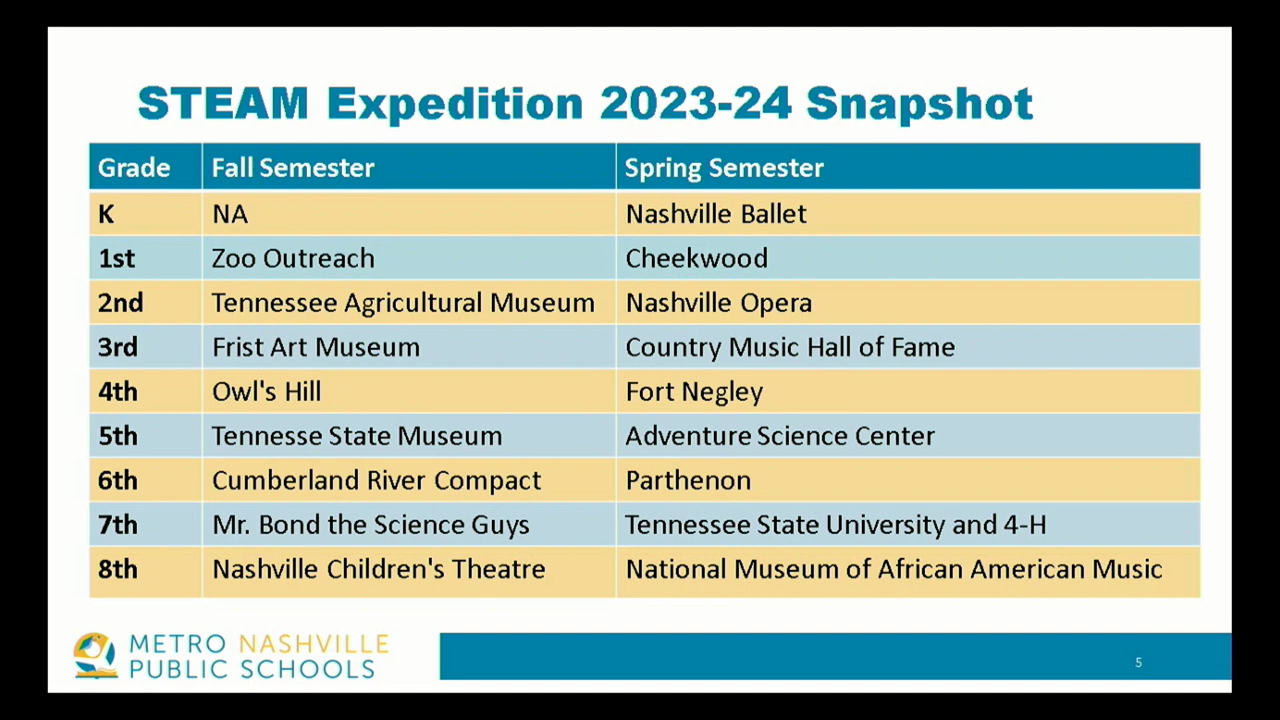 STEAM Expedition 2023-24 Snapshot
Grade Fall Semester Spring Semester
K NA Nashville Ballet
1st Zoo Outreach Cheekwood
2nd Tennessee Agricultural Museum Nashville Opera
3rd Frist Art Museum Country Music Hall of Fame
4th Owl's Hill Fort Negley
5th Tennesse State Museum Adventure Science Center
6th Cumberland River Compact Parthenon
7th Mr. Bond the Science Guys Tennessee State University and 4-H
8th Nashville Children's Theatre National Museum of African American Music
METRO NASHVILLE
PUBLIC SCHOOLS
5